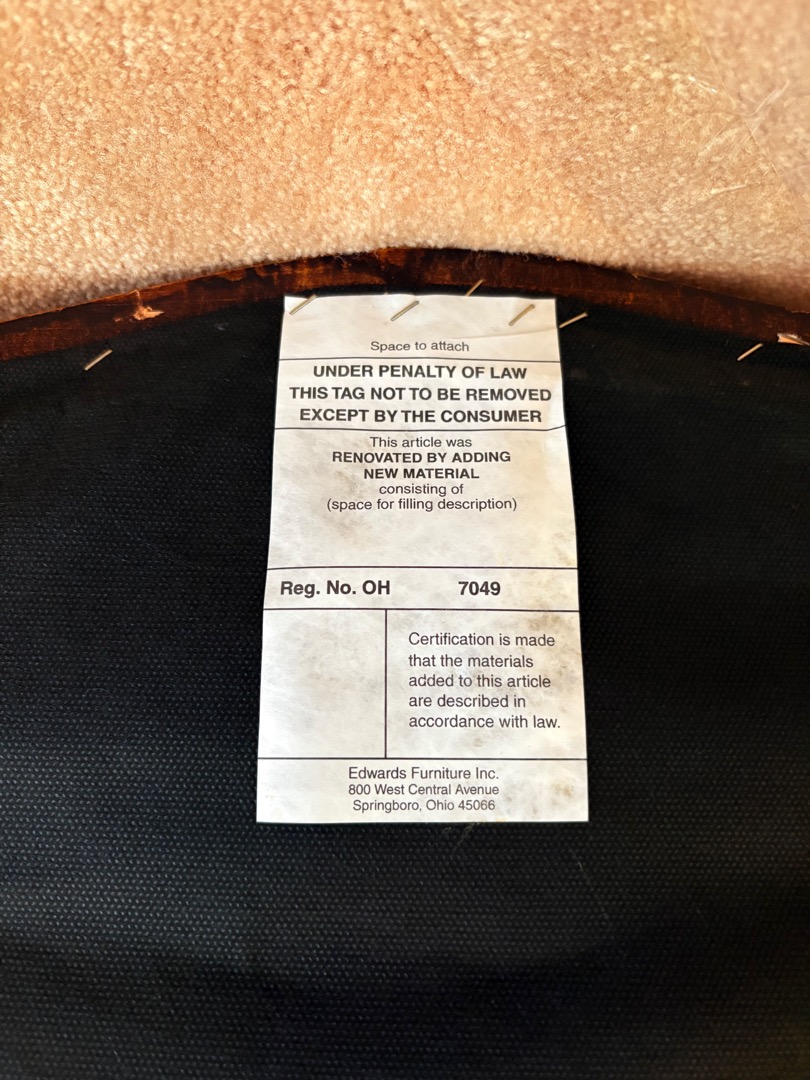 Space to attach
UNDER PENALTY OF LAW
THIS TAG NOT TO BE REMOVED
EXCEPT BY THE CONSUMER
This article was
RENOVATED BY ADDING
NEW MATERIAL
consisting of
(space for filling description)
Reg. No. OH 7049
Certification is made
that the materials
added to this article
are described in
accordance with law.
Edwards Furniture Inc.
800 West Central Avenue
Springboro, Ohio 45066